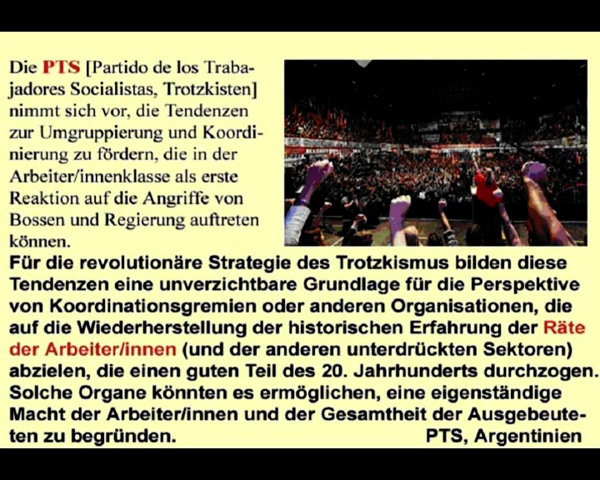 Die PTS [Partido de los Traba-
jadores Socialistas, Trotzkisten]
nimmt sich vor, die Tendenzen
zur Umgruppierung und Koordi-
nierung zu fördern, die in der
Arbeiter/innenklasse als erste
Reaktion auf die Angriffe von
Bossen und Regierung auftreten
können.
Für die revolutionäre Strategie des Trotzkismus bilden diese
Tendenzen eine unverzichtbare Grundlage für die Perspektive
von Koordinationsgremien oder anderen Organisationen, die
auf die Wiederherstellung der historischen Erfahrung der Räte
der Arbeiter/innen (und der anderen unterdrückten Sektoren)
abzielen, die einen guten Teil des 20. Jahrhunderts durchzogen.
Solche Organe könnten es ermöglichen, eine eigenständige
Macht der Arbeiter/innen und der Gesamtheit der Ausgebeute-
ten zu begründen. PTS, Argentinien